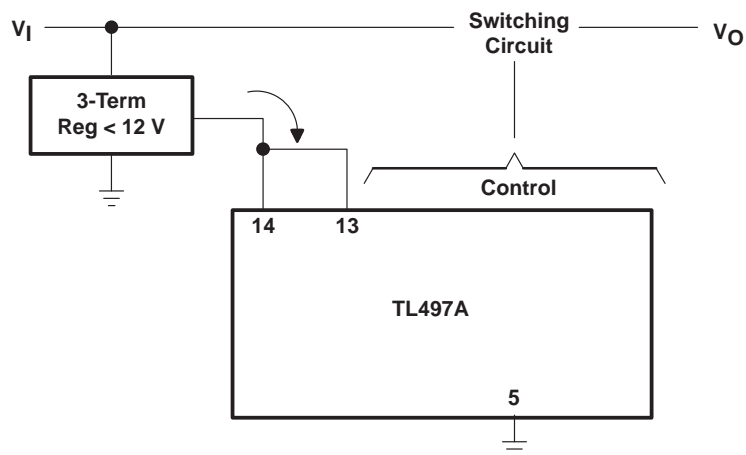 Switching
Circuit
VI
VO
3-Term
Reg < 12 V
Control
14
13
TL497A
5